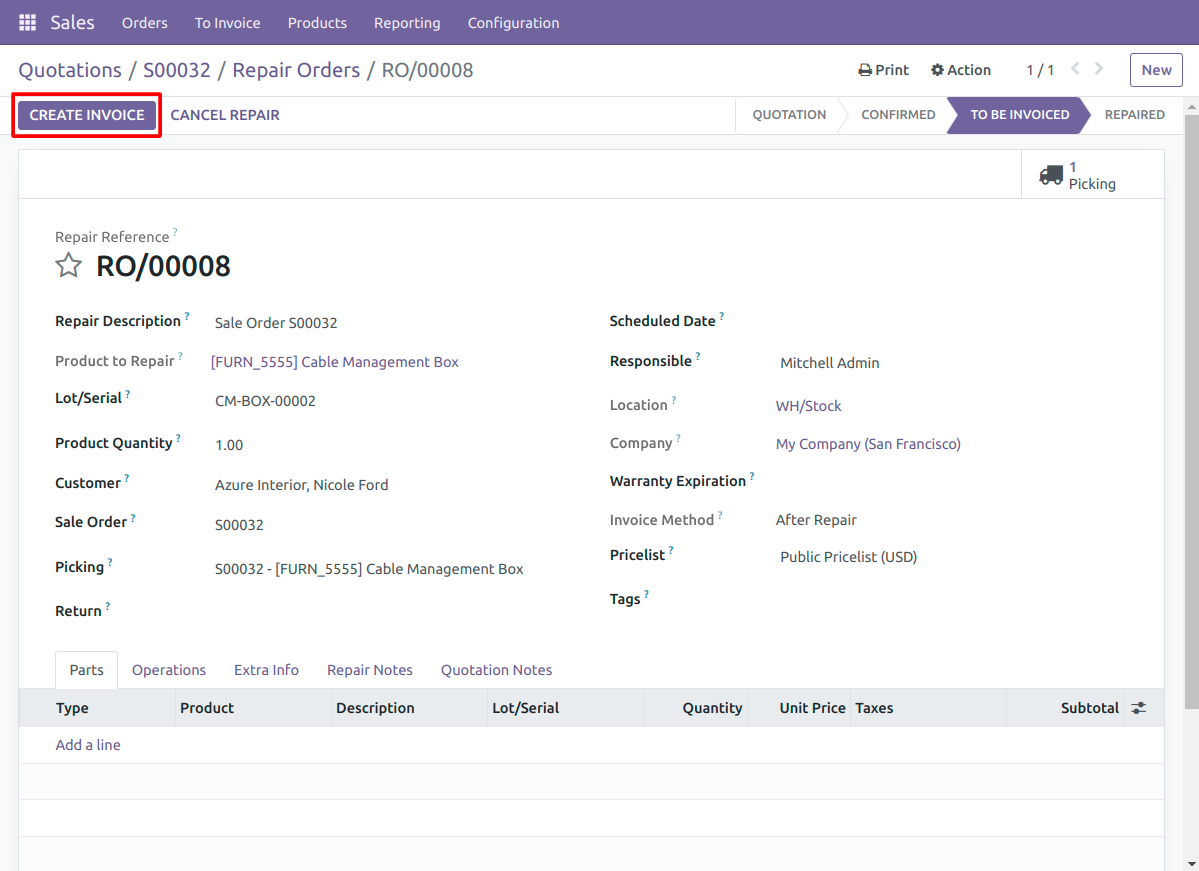 Sales Orders To Invoice Products Reporting Configuration
Quotations / S00032 / Repair Orders / RO/00008 Print Action 1 / 1 New
CREATE INVOICE CANCEL REPAIR QUOTATION CONFIRMED TO BE INVOICED REPAIRED
1
Picking
Repair Reference ?
RO/00008
Repair Description ? Sale Order S00032 Scheduled Date ?
Product to Repair ? [FURN_5555] Cable Management Box Responsible ? Mitchell Admin
Lot/Serial ? CM-BOX-00002 Location ? WH/Stock
Product Quantity ? 1.00 Company ? My Company (San Francisco)
Customer ? Azure Interior, Nicole Ford Warranty Expiration ?
Sale Order ? S00032 Invoice Method ? After Repair
Picking ? S00032 - [FURN_5555] Cable Management Box Pricelist ? Public Pricelist (USD)
Return ? Tags ?
Parts Operations Extra Info Repair Notes Quotation Notes
Type Product Description Lot/Serial Quantity Unit Price Taxes Subtotal
Add a line